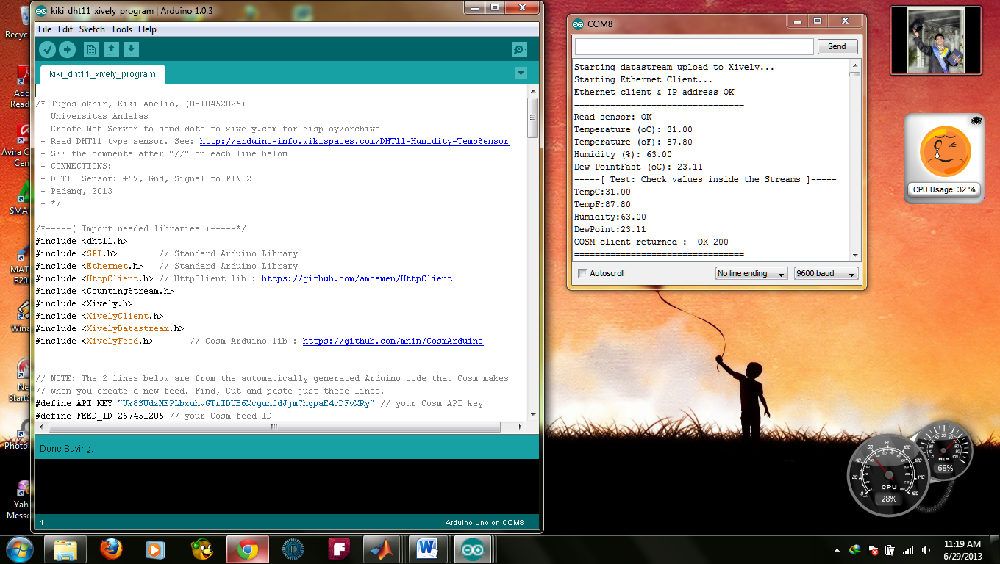 kiki_dht11_xively_program | Arduino 1.0.3
File Edit Sketch Tools Help
kiki_dht11_xively_program
/* Tugas akhir, Kiki Amelia, (0810452025)
Universitas Andalas
- Create Web Server to send data to xively.com for display/archive
- Read DHT11 type sensor. See: http://arduino-info.wikispaces.com/DHT11-Humidity-TempSensor
- SEE the comments after "//" on each line below
- CONNECTIONS:
- DHT11 Sensor: +5V, Gnd, Signal to PIN 2
- Padang, 2013
- */
/*-----( Import needed libraries )-----*/
#include <dht11.h>
#include <SPI.h> // Standard Arduino Library
#include <Ethernet.h> // Standard Arduino Library
#include <HttpClient.h> // HttpClient lib : https://github.com/amcewen/HttpClient
#include <CountingStream.h>
#include <Xively.h>
#include <XivelyClient.h>
#include <XivelyDatastream.h>
#include <XivelyFeed.h> // Cosm Arduino lib : https://github.com/mnin/CosmArduino
// NOTE: The 2 lines below are from the automatically generated Arduino code that Cosm makes
// when you create a new feed. Find, Cut and paste just these lines.
#define API_KEY "Uk8SWdzMEPLbxuhvGTrIDUB6XcgunfdJjm7hgpaE4cDFvXRy" // your Cosm API key
#define FEED_ID 267451205 // your Cosm feed ID
Done Saving.
1
Arduino Uno on COM8
COM8
Send
Starting datastream upload to Xively...
Starting Ethernet Client...
Ethernet client & IP address OK
=================================
Read sensor: OK
Temperature (oC): 31.00
Temperature (oF): 87.80
Humidity (%): 63.00
Dew PointFast (oC): 23.11
-----[ Test: Check values inside the Streams ]-----
TempC:31.00
TempF:87.80
Humidity:63.00
DewPoint:23.11
COSM client returned : OK 200
=================================
Autoscroll
No line ending
9600 baud
CPU Usage: 32 %
MEM
68%
CPU
28%
Recyc
Ado
Read
Avira C
Cen
SMA
MAT
R20
Wina
Ne
StartS
Photo
Yah
Messe
11:19 AM
6/29/2013